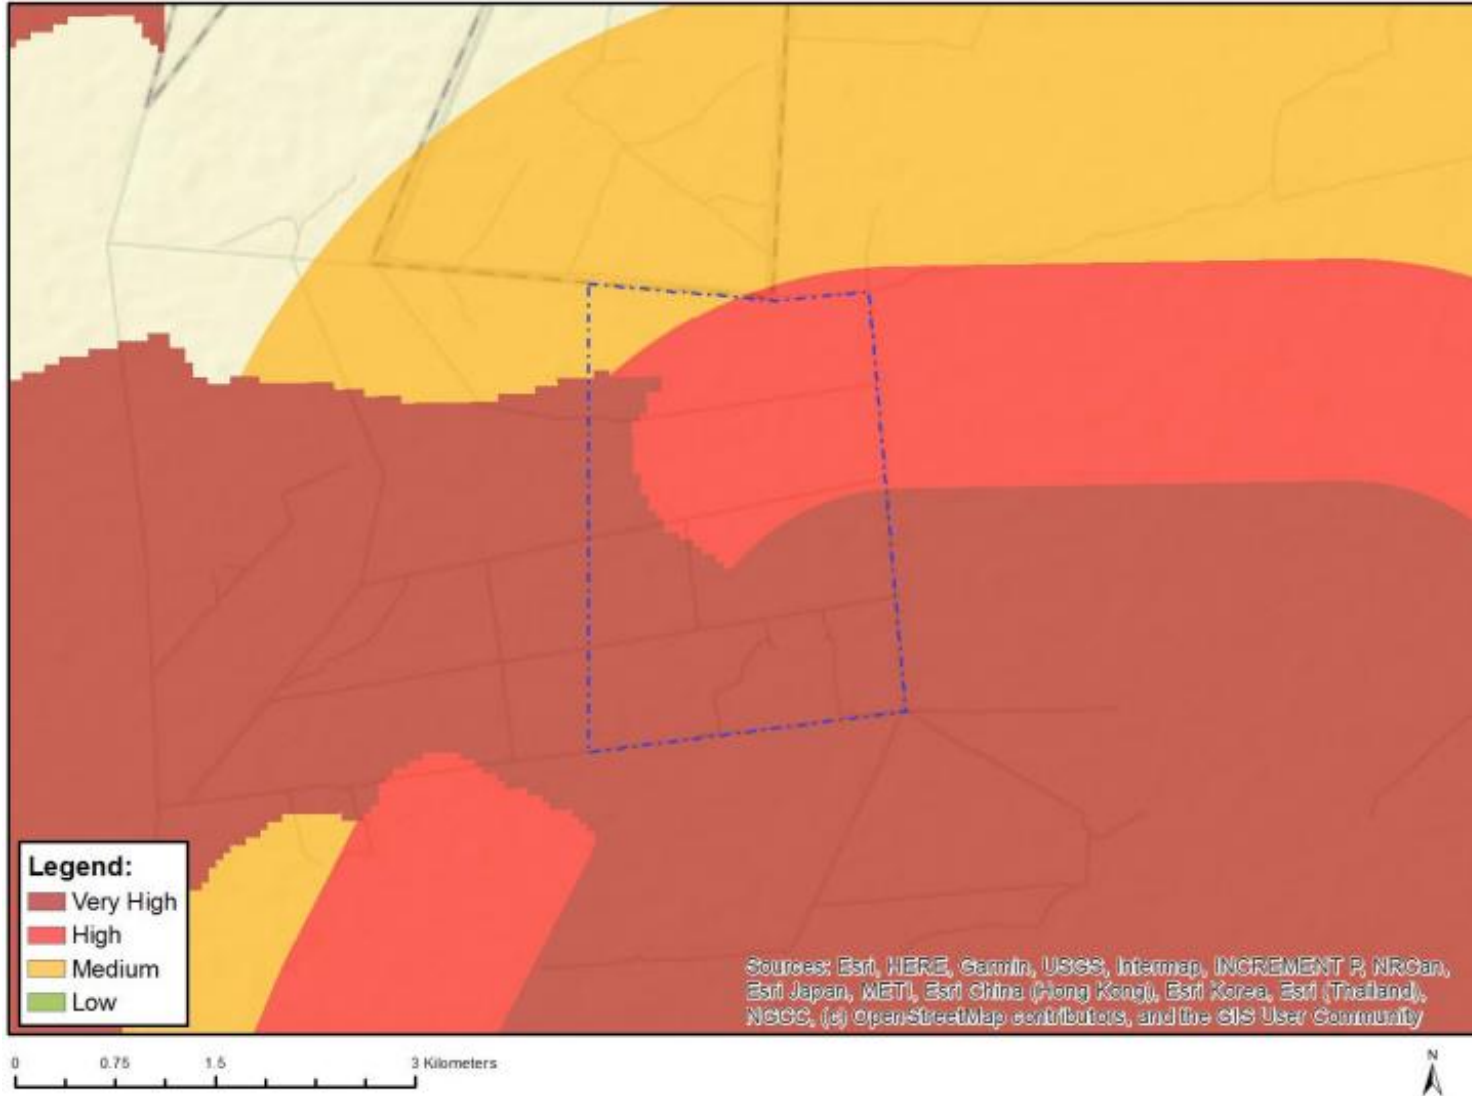 Legend:
Very High
High
Medium
Low
Sources: Esri, HERE, Garmin, USGS, Intermap, INCREMENT P, NRCan,
Esri Japan, METI, Esri China (Hong Kong), Esri Korea, Esri (Thailand),
NGCC, (c) OpenStreetMap contributors, and the GIS User Community
0 0.75 1.5 3 Kilometers
N